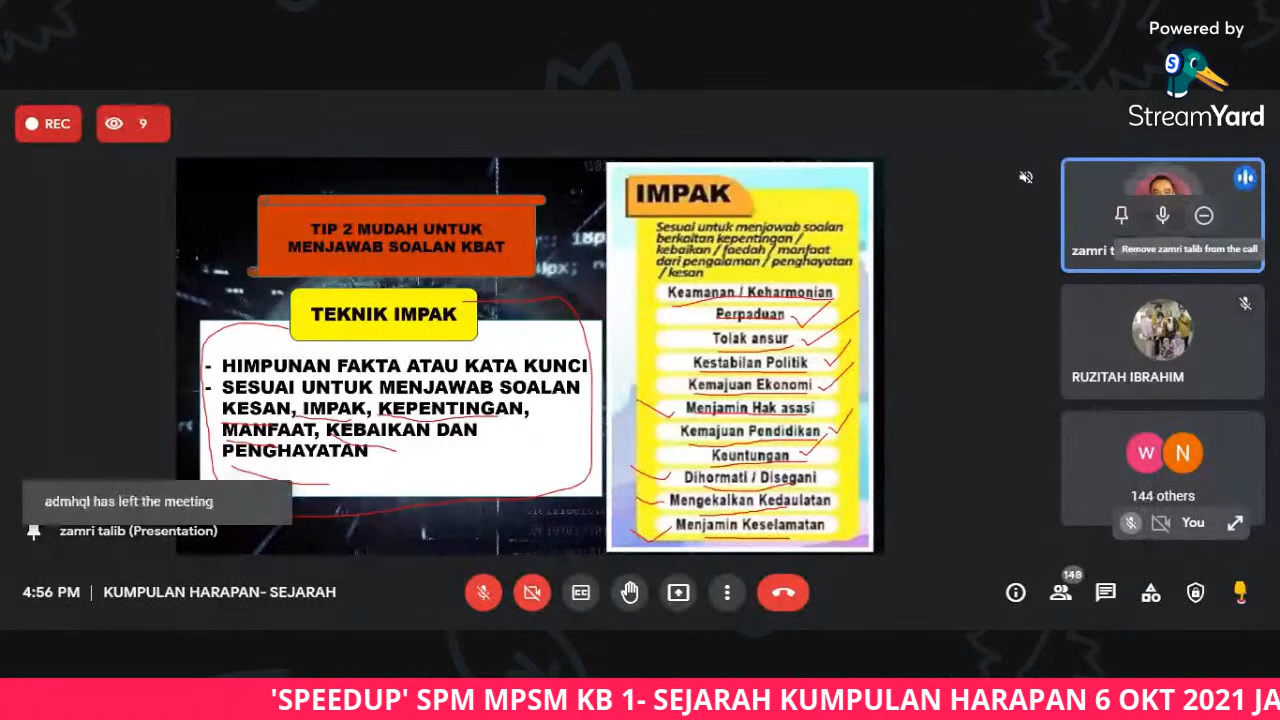 Powered by
StreamYard
REC
9
TIP 2 MUDAH UNTUK
MENJAWAB SOALAN KBAT
TEKNIK IMPAK
- HIMPUNAN FAKTA ATAU KATA KUNCI
- SESUAI UNTUK MENJAWAB SOALAN
KESAN, IMPAK, KEPENTINGAN,
MANFAAT, KEBAIKAN DAN
PENGHAYATAN
IMPAK
Sesuai untuk menjawab soalan
berkaitan kepentingan /
kebaikan / faedah / manfaat
dari pengalaman / penghayatan
/ kesan
Keamanan / Keharmonian
Perpaduan
Tolak ansur
Kestabilan Politik
Kemajuan Ekonomi
Menjamin Hak asasi
Kemajuan Pendidikan
Keuntungan
Dihormati / Disegani
Mengekalkan Kedaulatan
Menjamin Keselamatan
zamri t
Remove zamri talib from the call
RUZITAH IBRAHIM
W N
144 others
You
admhql has left the meeting
zamri talib (Presentation)
4:56 PM | KUMPULAN HARAPAN- SEJARAH
148
'SPEEDUP' SPM MPSM KB 1- SEJARAH KUMPULAN HARAPAN 6 OKT 2021 JA